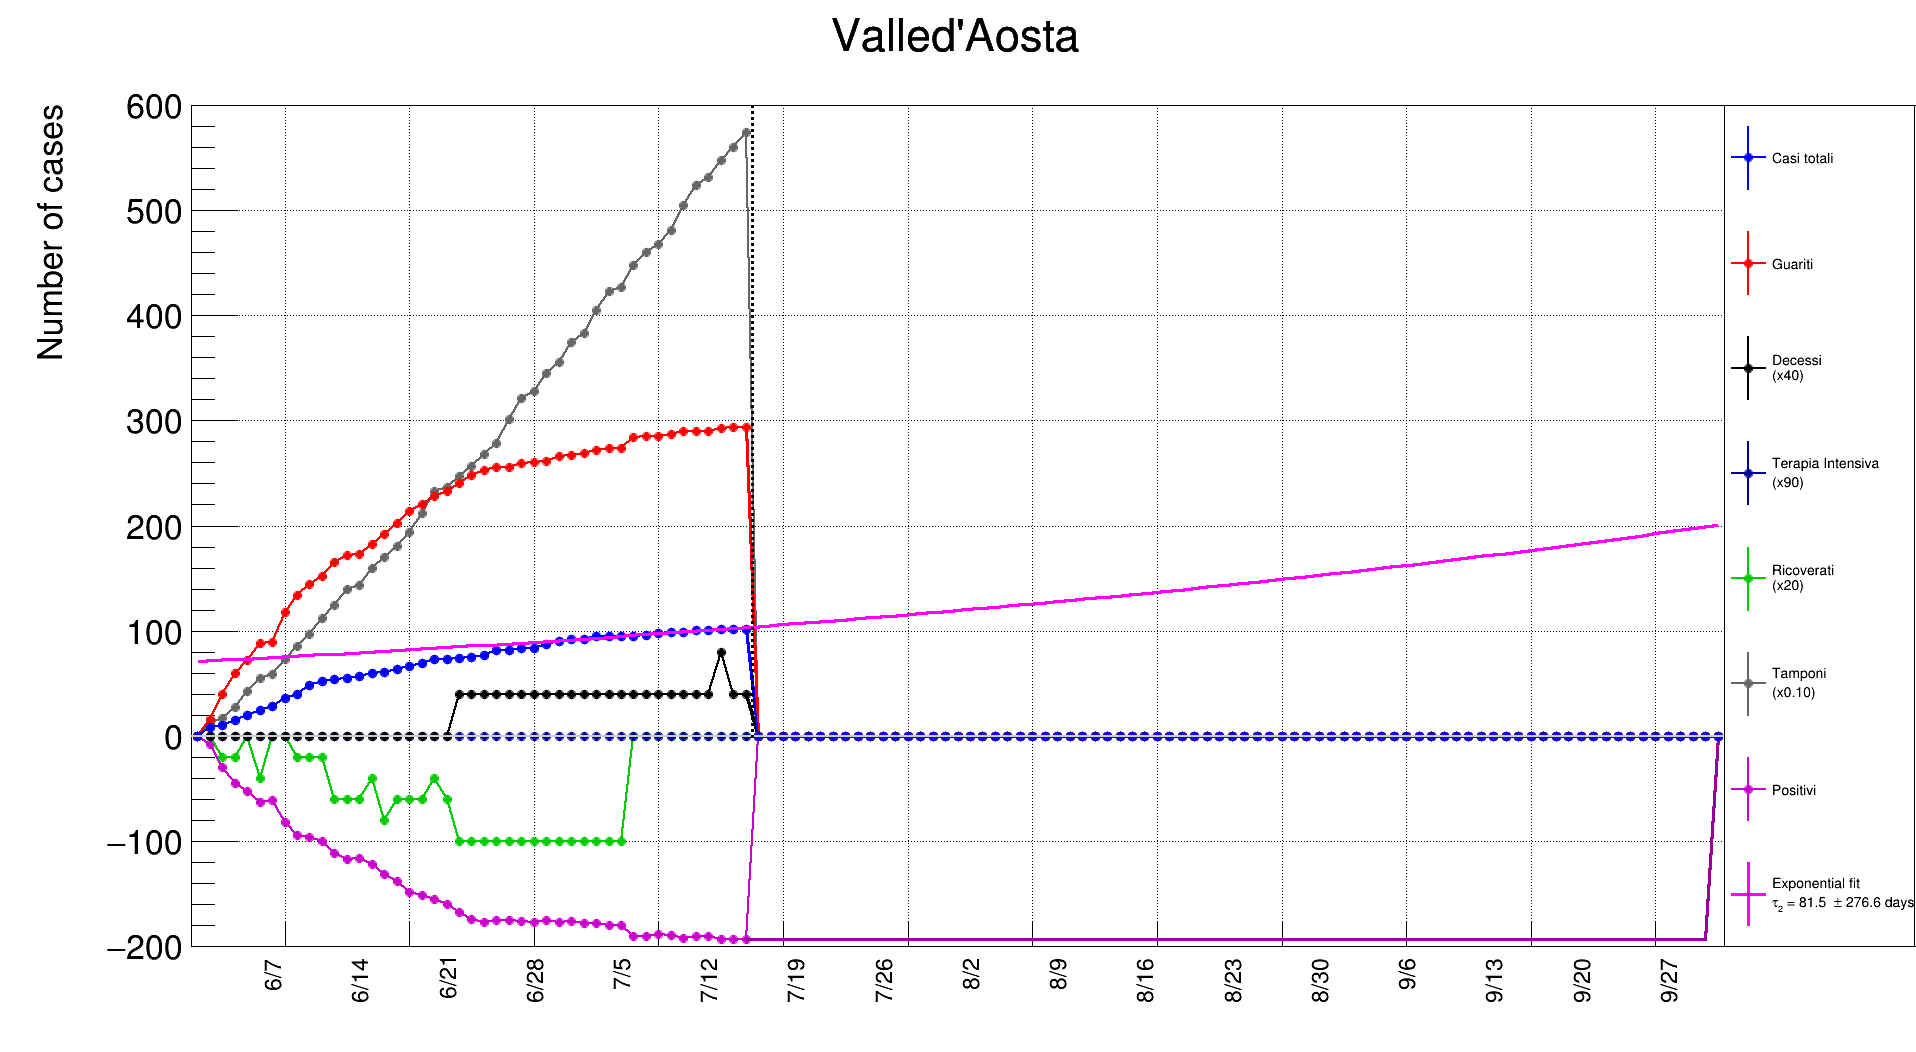 Valled'Aosta
Number of cases
600
500
400
300
200
100
0
−100
−200
6/7
6/14
6/21
6/28
7/5
7/12
7/19
7/26
8/2
8/9
8/16
8/23
8/30
9/6
9/13
9/20
9/27
Casi totali
Guariti
Decessi
(x40)
Terapia Intensiva
(x90)
Ricoverati
(x20)
Tamponi
(x0.10)
Positivi
Exponential fit
τ2 = 81.5 ± 276.6 days